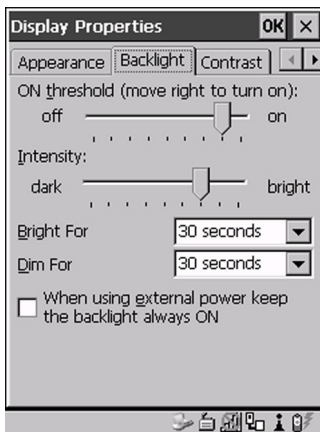 Display Properties OK ×
Appearance Backlight Contrast
ON threshold (move right to turn on):
off on
Intensity:
dark bright
Bright For 30 seconds
Dim For 30 seconds
When using external power keep
the backlight always ON